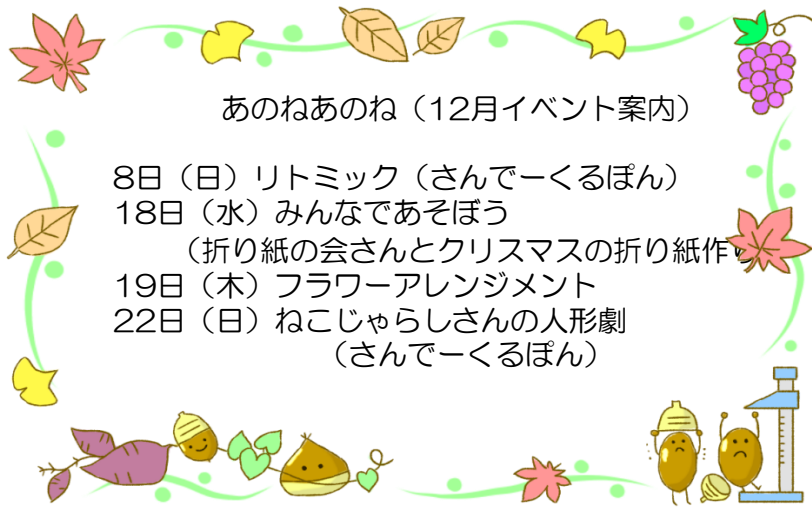 あのねあのね（12月イベント案内）
8日（日）リトミック（さんでーくるぽん）
18日（水）みんなであそぼう
（折り紙の会さんとクリスマスの折り紙作り
19日（木）フラワーアレンジメント
22日（日）ねこじゃらしさんの人形劇
（さんでーくるぽん）